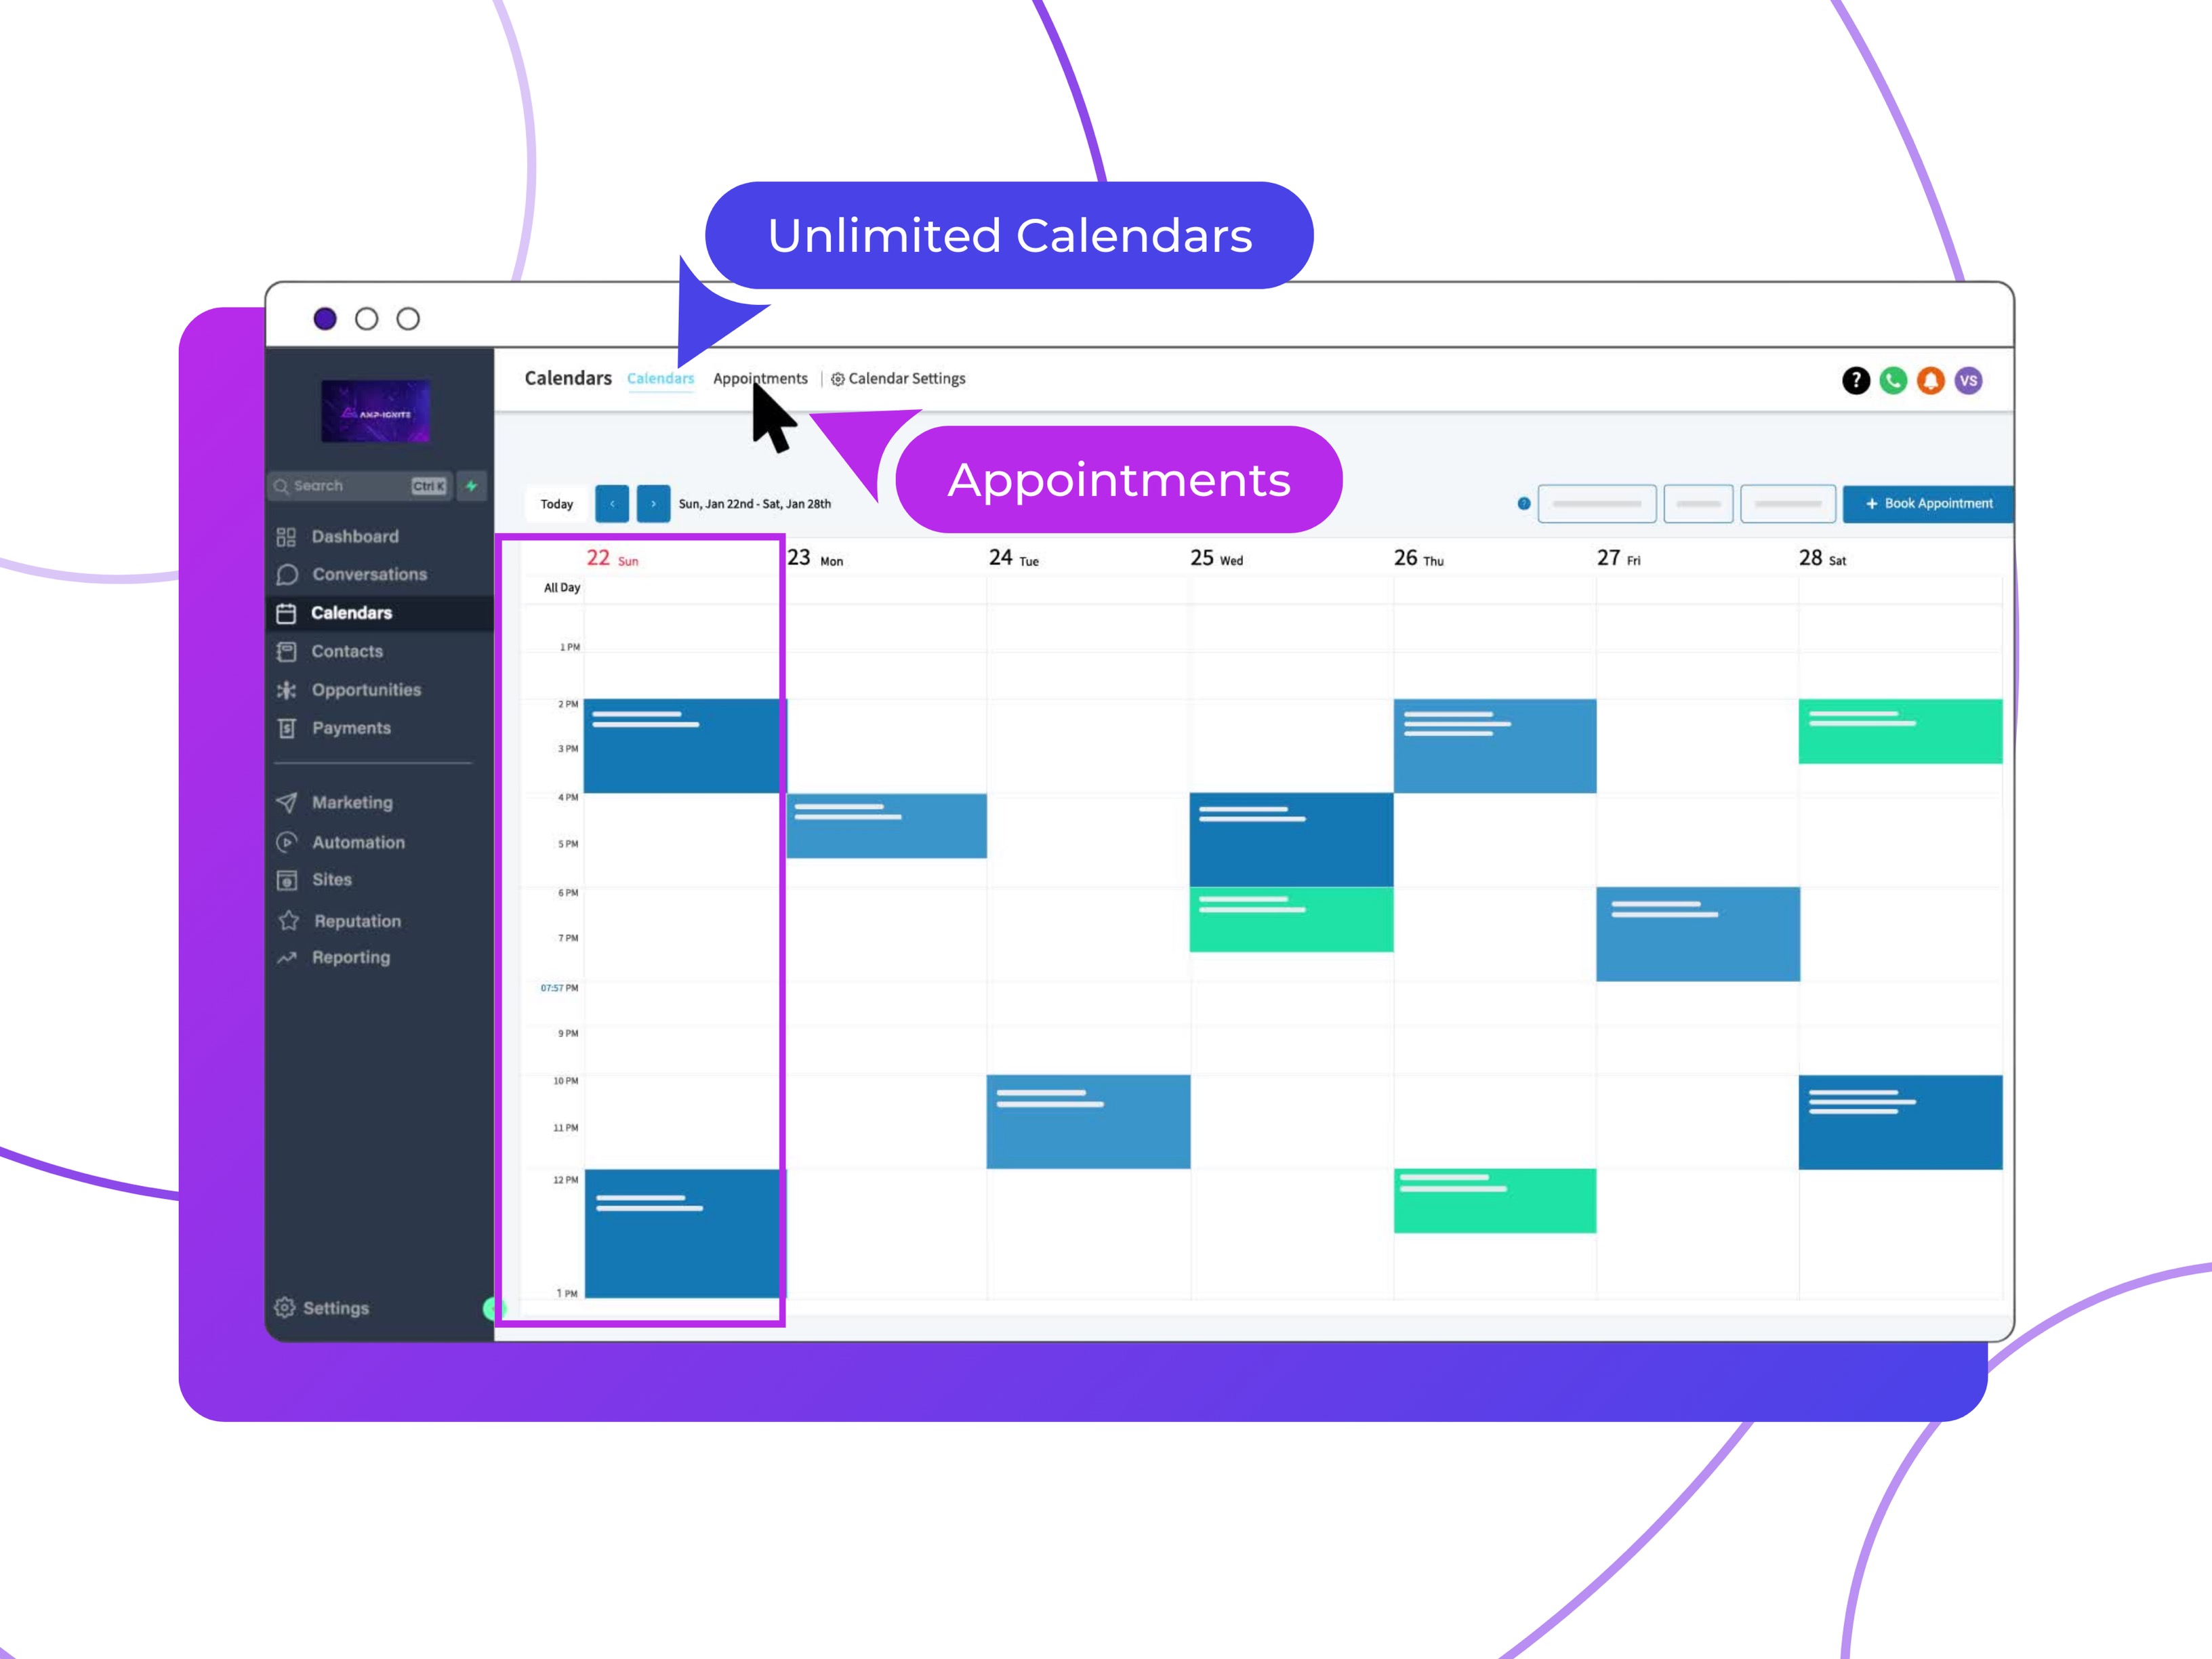 Unlimited Calendars
Calendars Calendars Appointments Calendar Settings
? VS
AMP-IGNITE
Appointments
Search Ctrl K
Today < > Sun, Jan 22nd - Sat, Jan 28th
+ Book Appointment
Dashboard
Conversations
Calendars
Contacts
Opportunities
Payments
Marketing
Automation
Sites
Reputation
Reporting
Settings
22 Sun 23 Mon 24 Tue 25 Wed 26 Thu 27 Fri 28 Sat
All Day
1 PM
2 PM
3 PM
4 PM
5 PM
6 PM
7 PM
07:57 PM
9 PM
10 PM
11 PM
12 PM
1 PM